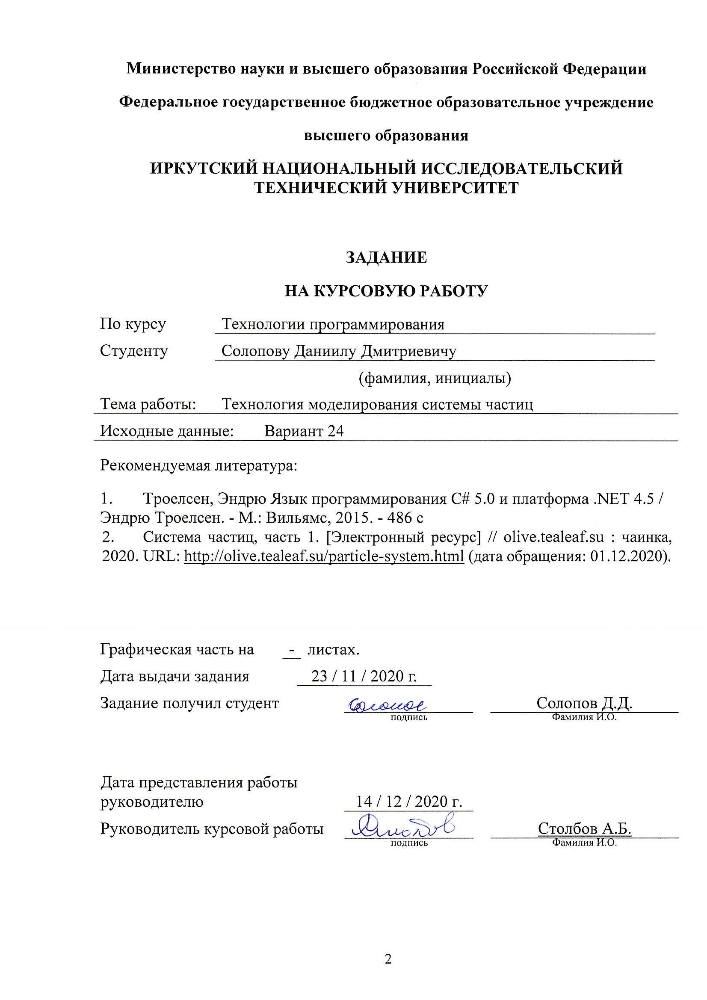 Министерство науки и высшего образования Российской Федерации
Федеральное государственное бюджетное образовательное учреждение
высшего образования
ИРКУТСКИЙ НАЦИОНАЛЬНЫЙ ИССЛЕДОВАТЕЛЬСКИЙ
ТЕХНИЧЕСКИЙ УНИВЕРСИТЕТ
ЗАДАНИЕ
НА КУРСОВУЮ РАБОТУ
По курсу Технологии программирования
Студенту Солопову Даниилу Дмитриевичу
(фамилия, инициалы)
Тема работы: Технология моделирования системы частиц
Исходные данные: Вариант 24
Рекомендуемая литература:
1. Троелсен, Эндрю Язык программирования C# 5.0 и платформа .NET 4.5 /
Эндрю Троелсен. - М.: Вильямс, 2015. - 486 с
2. Система частиц, часть 1. [Электронный ресурс] // olive.tealeaf.su : чаинка,
2020. URL: http://olive.tealeaf.su/particle-system.html (дата обращения: 01.12.2020).
Графическая часть на - листах.
Дата выдачи задания 23 / 11 / 2020 г.
Задание получил студент Солопов Солопов Д.Д.
подпись Фамилия И.О.
Дата представления работы
руководителю 14 / 12 / 2020 г.
Руководитель курсовой работы Столбов А.Б.
подпись Фамилия И.О.
2